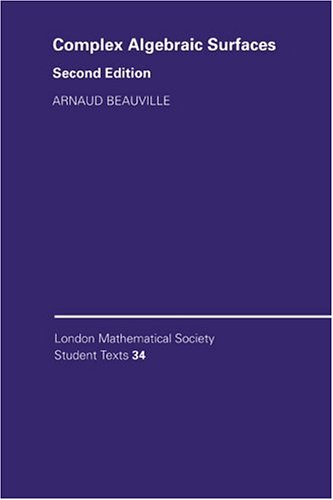 Complex Algebraic Surfaces
Second Edition
ARNAUD BEAUVILLE
London Mathematical Society
Student Texts 34